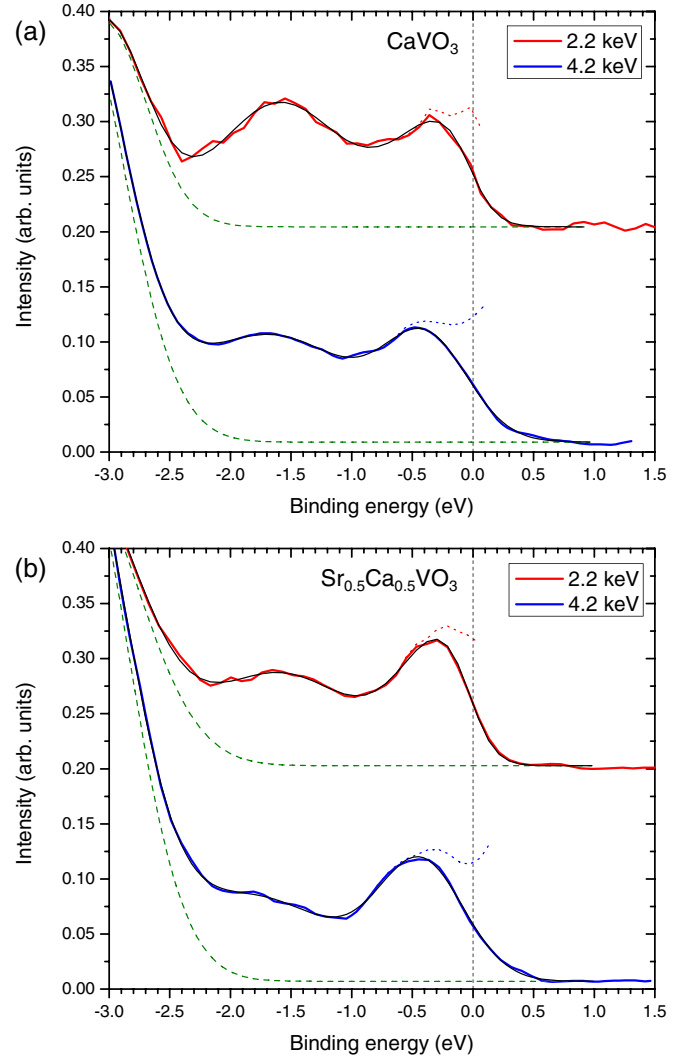 (a)
CaVO₃
2.2 keV
4.2 keV
0.40
0.35
0.30
0.25
0.20
0.15
0.10
0.05
0.00
Intensity (arb. units)
-3.0 -2.5 -2.0 -1.5 -1.0 -0.5 0.0 0.5 1.0 1.5
Binding energy (eV)
(b)
Sr₀.₅Ca₀.₅VO₃
2.2 keV
4.2 keV
0.40
0.35
0.30
0.25
0.20
0.15
0.10
0.05
0.00
Intensity (arb. units)
-3.0 -2.5 -2.0 -1.5 -1.0 -0.5 0.0 0.5 1.0 1.5
Binding energy (eV)